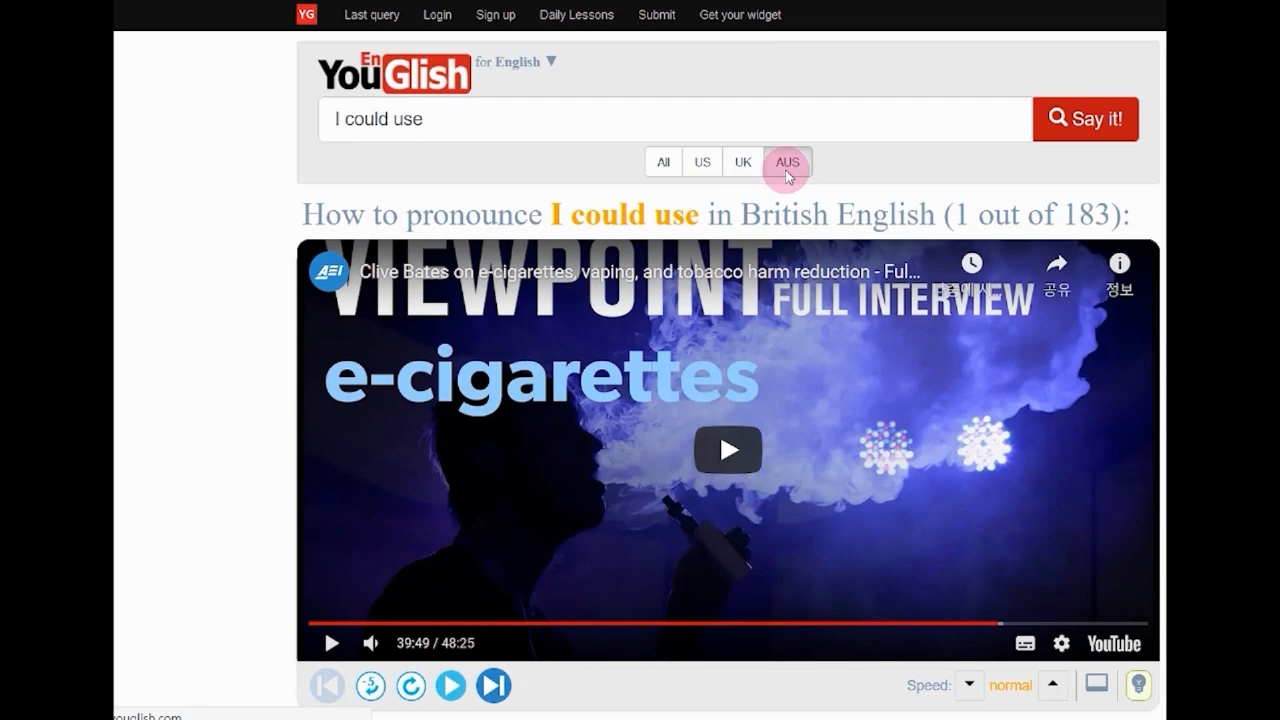 YG Last query Login Sign up Daily Lessons Submit Get your widget
YouGlish En for English ▼
I could use Say it!
All US UK AUS
How to pronounce I could use in British English (1 out of 183):
VIEWPOINT
AEI Clive Bates on e-cigarettes, vaping, and tobacco harm reduction - Ful...
FULL INTERVIEW
공유 정보
e-cigarettes
39:49 / 48:25 YouTube
-5 Speed: normal
youglish.com